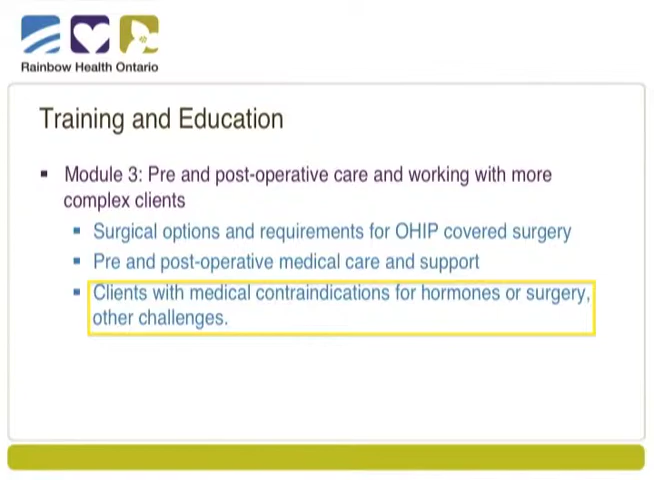 Rainbow Health Ontario
Training and Education
Module 3: Pre and post-operative care and working with more
complex clients
Surgical options and requirements for OHIP covered surgery
Pre and post-operative medical care and support
Clients with medical contraindications for hormones or surgery,
other challenges.